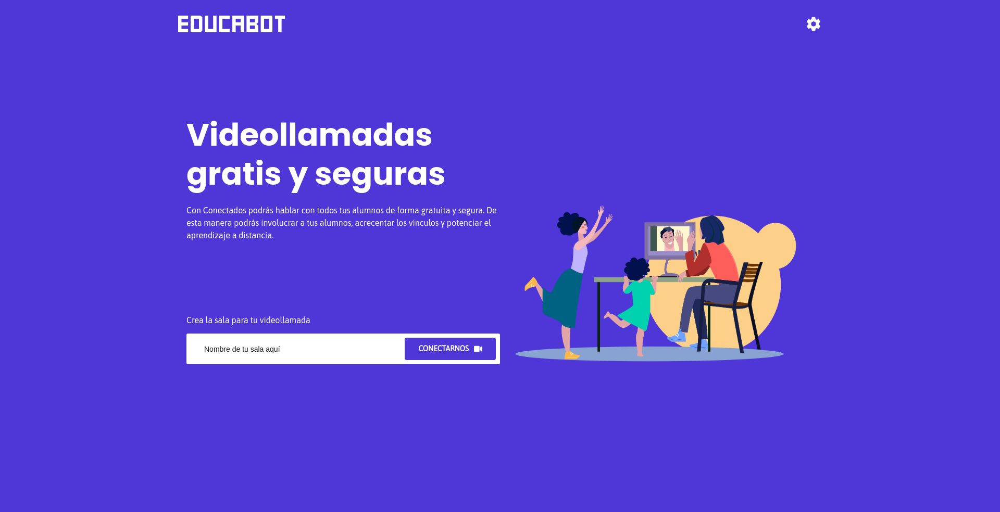 EDUCABOT
Videollamadas
gratis y seguras
Con Conectados podrás hablar con todos tus alumnos de forma gratuita y segura. De
esta manera podrás involucrar a tus alumnos, acrecentar los vínculos y potenciar el
aprendizaje a distancia.
Crea la sala para tu videollamada
Nombre de tu sala aquí
CONECTARNOS